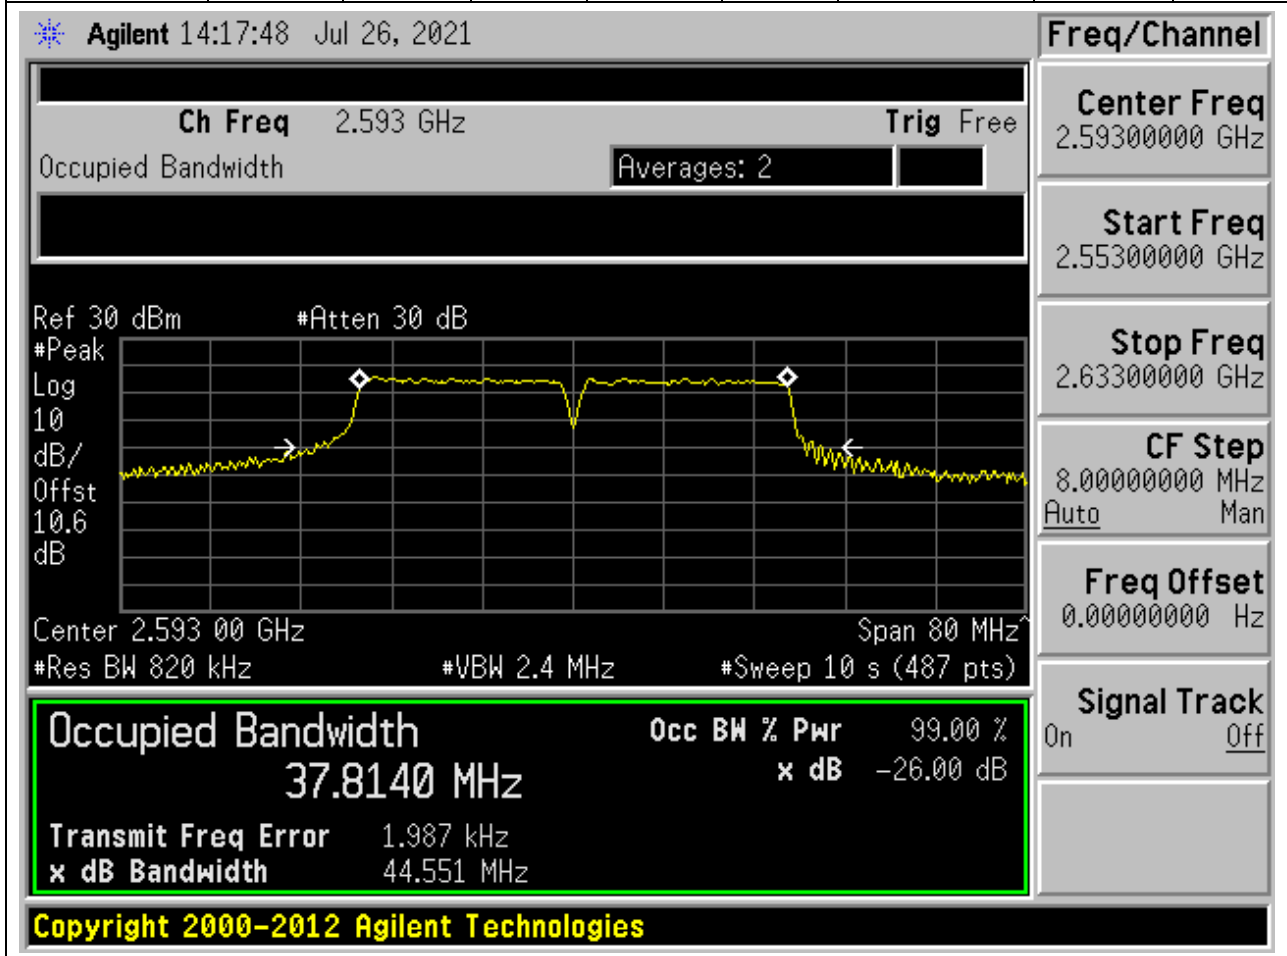 Agilent 14:17:48 Jul 26, 2021
Freq/Channel
Ch Freq 2.593 GHz Trig Free
Occupied Bandwidth Averages: 2
Ref 30 dBm #Atten 30 dB
#Peak
Log
10
dB/
Offst
10.6
dB
Center 2.593 00 GHz Span 80 MHz^
#Res BW 820 kHz #VBW 2.4 MHz #Sweep 10 s (487 pts)
Occupied Bandwidth Occ BW % Pwr 99.00 %
37.8140 MHz x dB -26.00 dB
Transmit Freq Error 1.987 kHz
x dB Bandwidth 44.551 MHz
Center Freq
2.59300000 GHz
Start Freq
2.55300000 GHz
Stop Freq
2.63300000 GHz
CF Step
8.00000000 MHz
Auto Man
Freq Offset
0.00000000 Hz
Signal Track
On Off
Copyright 2000-2012 Agilent Technologies